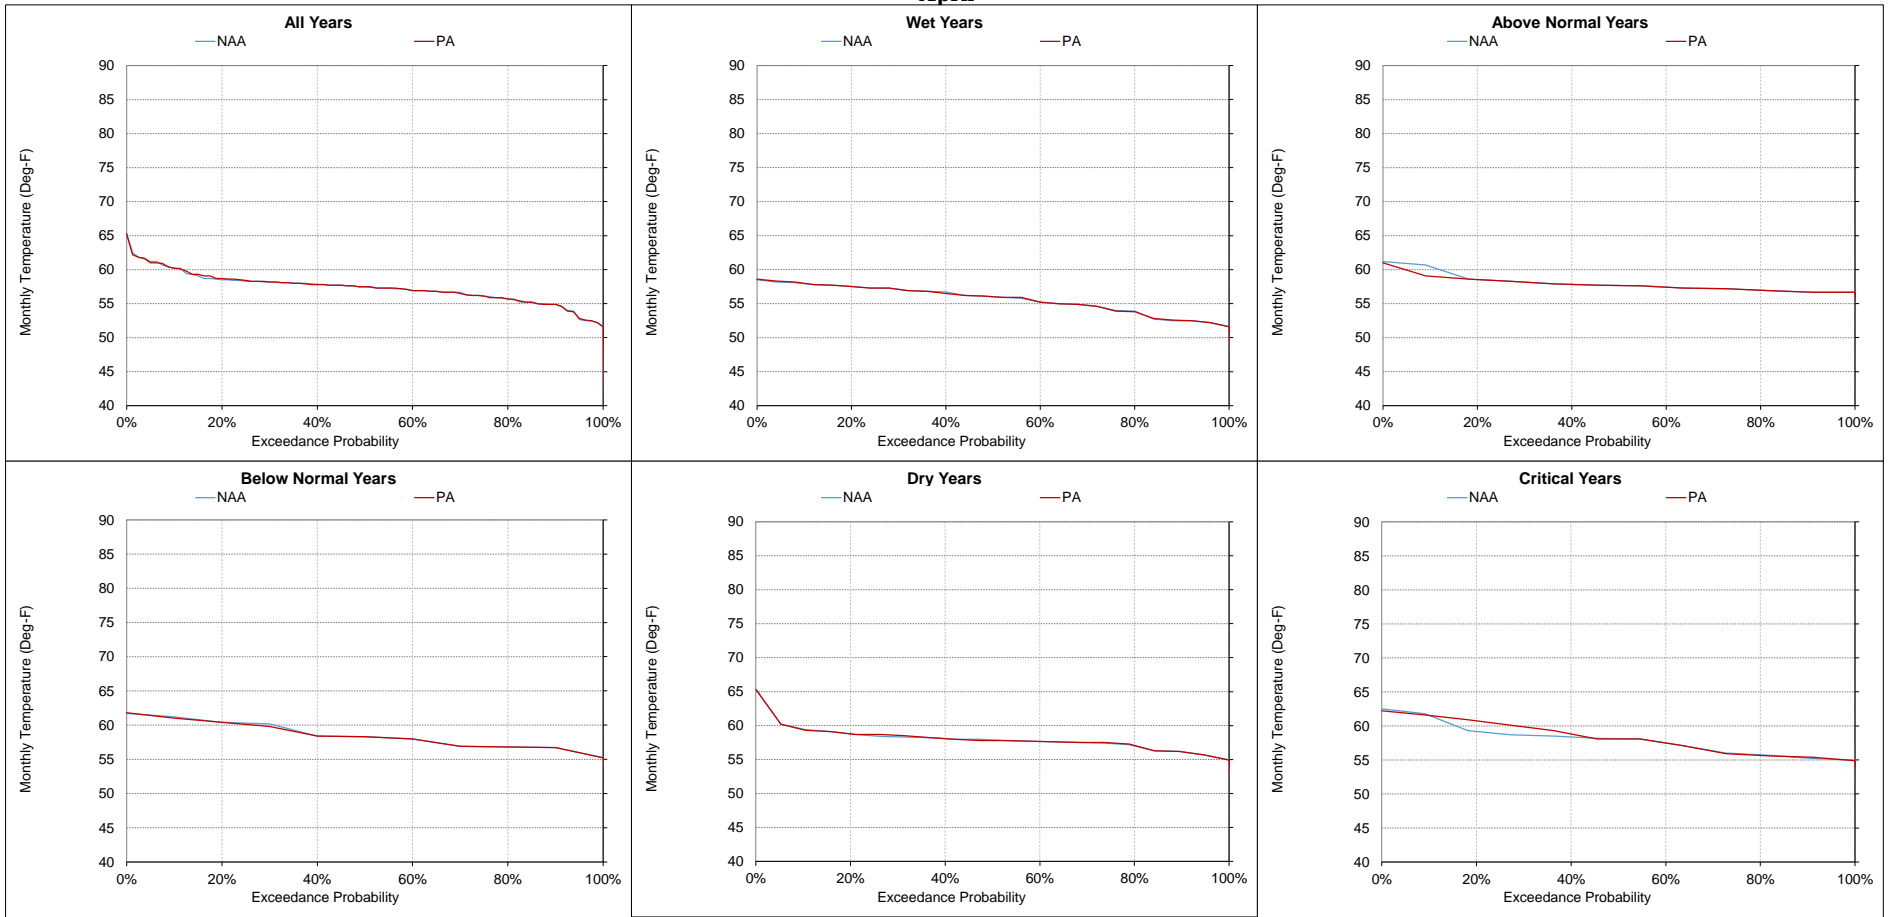 All Years
NAA PA
90
85
80
75
70
65
60
55
50
45
40
Monthly Temperature (Deg-F)
0% 20% 40% 60% 80% 100%
Exceedance Probability
Wet Years
NAA PA
90
85
80
75
70
65
60
55
50
45
40
Monthly Temperature (Deg-F)
0% 20% 40% 60% 80% 100%
Exceedance Probability
Above Normal Years
NAA PA
90
85
80
75
70
65
60
55
50
45
40
Monthly Temperature (Deg-F)
0% 20% 40% 60% 80% 100%
Exceedance Probability
Below Normal Years
NAA PA
90
85
80
75
70
65
60
55
50
45
40
Monthly Temperature (Deg-F)
0% 20% 40% 60% 80% 100%
Exceedance Probability
Dry Years
NAA PA
90
85
80
75
70
65
60
55
50
45
40
Monthly Temperature (Deg-F)
0% 20% 40% 60% 80% 100%
Exceedance Probability
Critical Years
NAA PA
90
85
80
75
70
65
60
55
50
45
40
Monthly Temperature (Deg-F)
0% 20% 40% 60% 80% 100%
Exceedance Probability